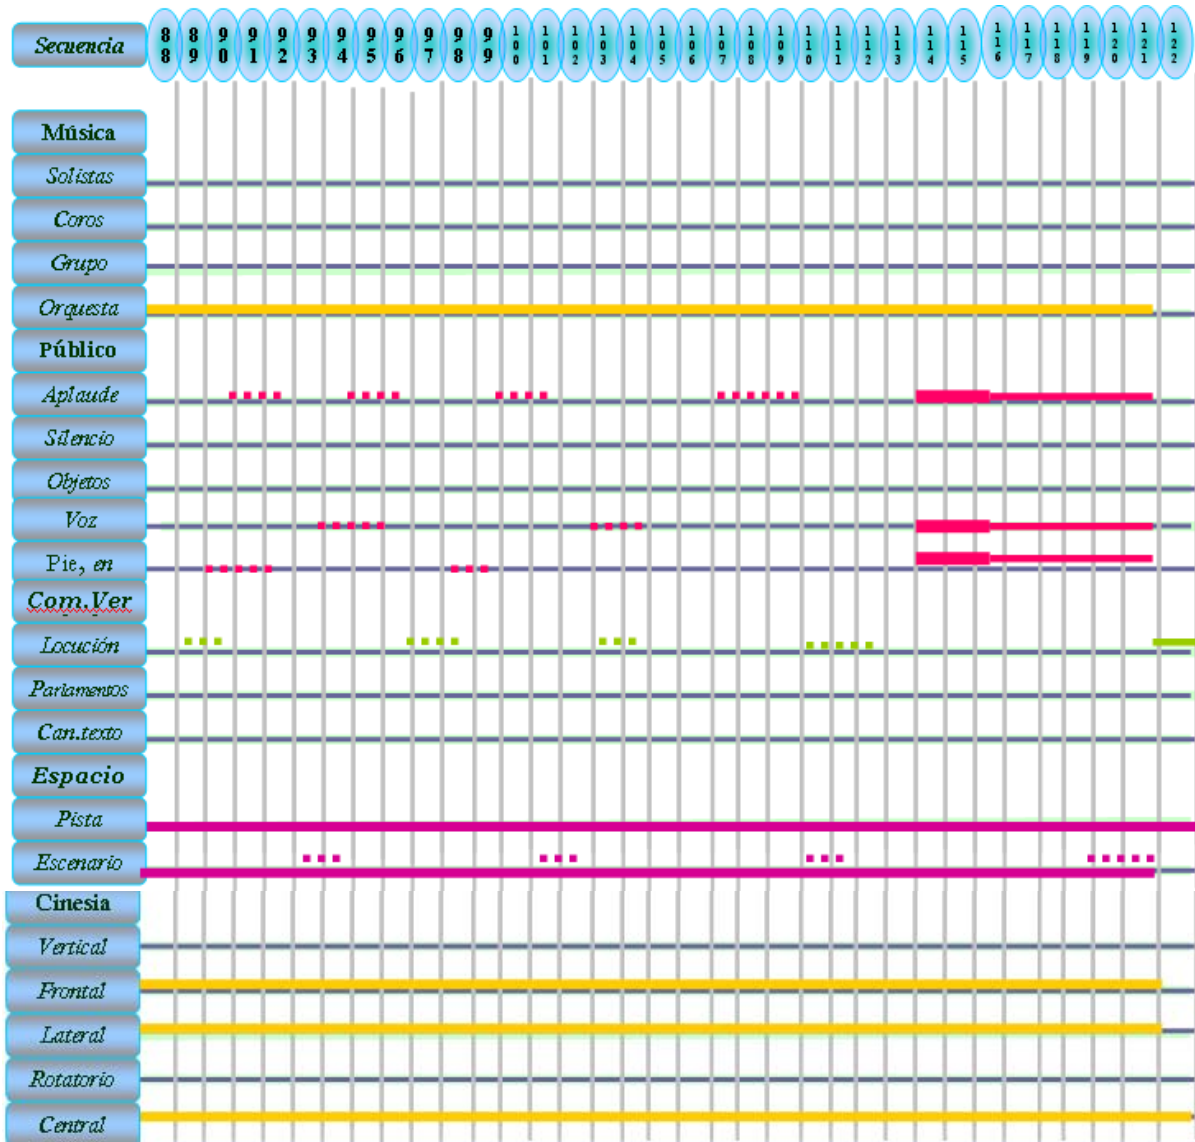 Secuencia 88 89 90 91 92 93 94 95 96 97 98 99 100 101 102 103 104 105 106 107 108 109 110 111 112 113 114 115 116 117 118 119 120 121 122
Música
Solistas
Coros
Grupo
Orquesta
Público
Aplaude
Silencio
Objetos
Voz
Pie, en
Com.Ver
Locución
Parlamentos
Can.texto
Espacio
Pista
Escenario
Cinesia
Vertical
Frontal
Lateral
Rotatorio
Central